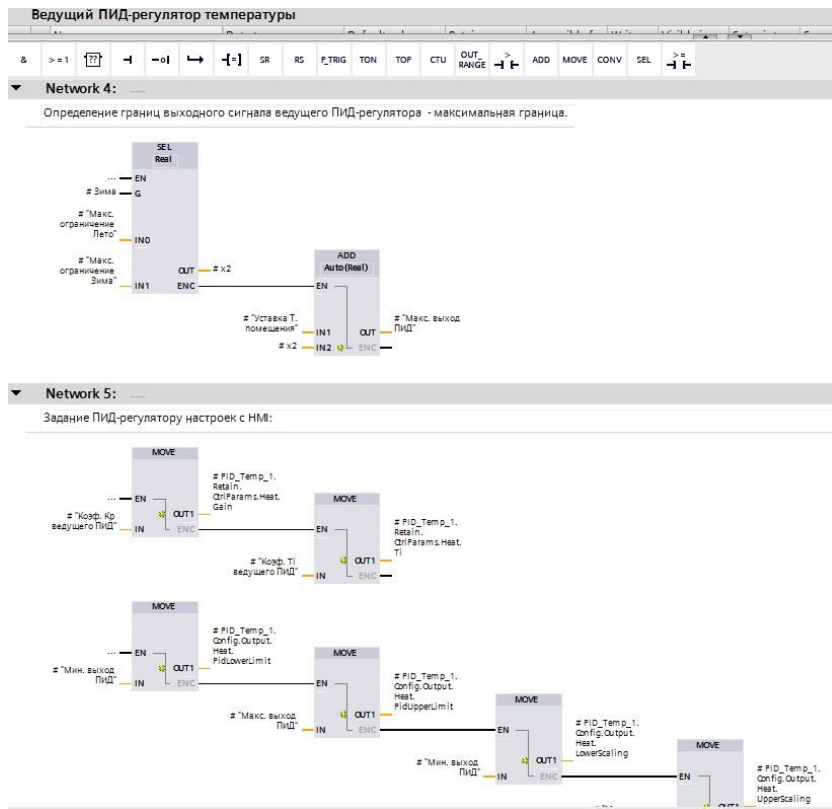 Ведущий ПИД-регулятор температуры
& >=1 ?? P_TRIG TON TOF CTU OUT_RANGE > ADD MOVE CONV SEL >=
-| -o| [=] SR RS
Network 4: .....
Определение границ выходного сигнала ведущего ПИД-регулятора - максимальная граница.
SEL
Real
... EN
# Зима G
# "Макс.
ограничение
Лето" IN0
# "Макс.
ограничение
Зима" IN1
OUT # x2
ENO
ADD
Auto (Real)
EN
# "Уставка Т.
помещения" IN1
# x2 IN2
OUT # "Макс. выход
ПИД"
ENO
Network 5: .....
Задание ПИД-регулятору настроек с HMI:
MOVE
... EN
# "Коэф. Кр
ведущего ПИД" IN
OUT1 # PID_Temp_1.
Retain.
CtrlParams.Heat.
Gain
ENO
MOVE
EN
# "Коэф. Ti
ведущего ПИД" IN
OUT1 # PID_Temp_1.
Retain.
CtrlParams.Heat.
Ti
ENO
MOVE
... EN
# "Мин. выход
ПИД" IN
OUT1 # PID_Temp_1.
Config.Output.
Heat.
PidLowerLimit
ENO
MOVE
EN
# "Макс. выход
ПИД" IN
OUT1 # PID_Temp_1.
Config.Output.
Heat.
PidUpperLimit
ENO
MOVE
EN
# "Мин. выход
ПИД" IN
OUT1 # PID_Temp_1.
Config.Output.
Heat.
LowerScaling
ENO
MOVE
EN
OUT1 # PID_Temp_1.
Config.Output.
Heat.
UpperScaling